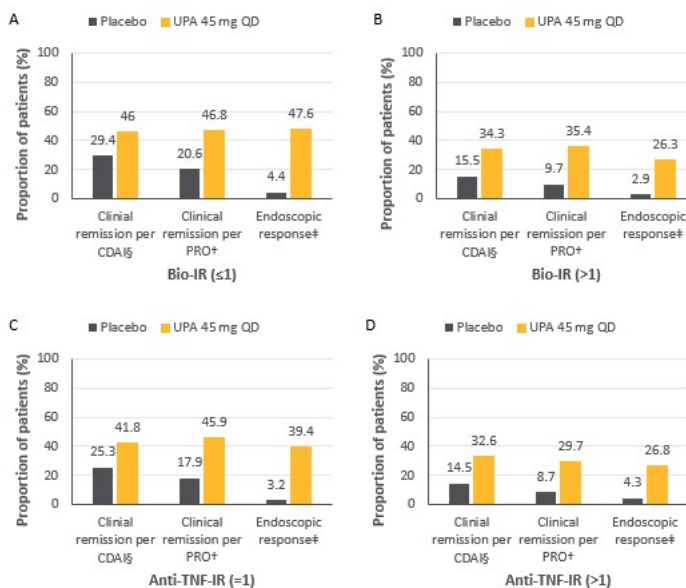 A
Placebo UPA 45 mg QD
Proportion of patients (%)
100
80
60
40
20
0
29.4 46 20.6 46.8 4.4 47.6
Clinial remission per CDAI§
Clinical remission per PRO†
Endoscopic response‡
Bio-IR (≤1)
B
Placebo UPA 45 mg QD
Proportion of patients (%)
100
80
60
40
20
0
15.5 34.3 9.7 35.4 2.9 26.3
Clinial remission per CDAI§
Clinical remission per PRO†
Endoscopic response‡
Bio-IR (>1)
C
Placebo UPA 45 mg QD
Proportion of patients (%)
100
80
60
40
20
0
25.3 41.8 17.9 45.9 3.2 39.4
Clinial remission per CDAI§
Clinical remission per PRO†
Endoscopic response‡
Anti-TNF-IR (=1)
D
Placebo UPA 45 mg QD
Proportion of patients (%)
100
80
60
40
20
0
14.5 32.6 8.7 29.7 4.3 26.8
Clinial remission per CDAI§
Clinical remission per PRO†
Endoscopic response‡
Anti-TNF-IR (>1)